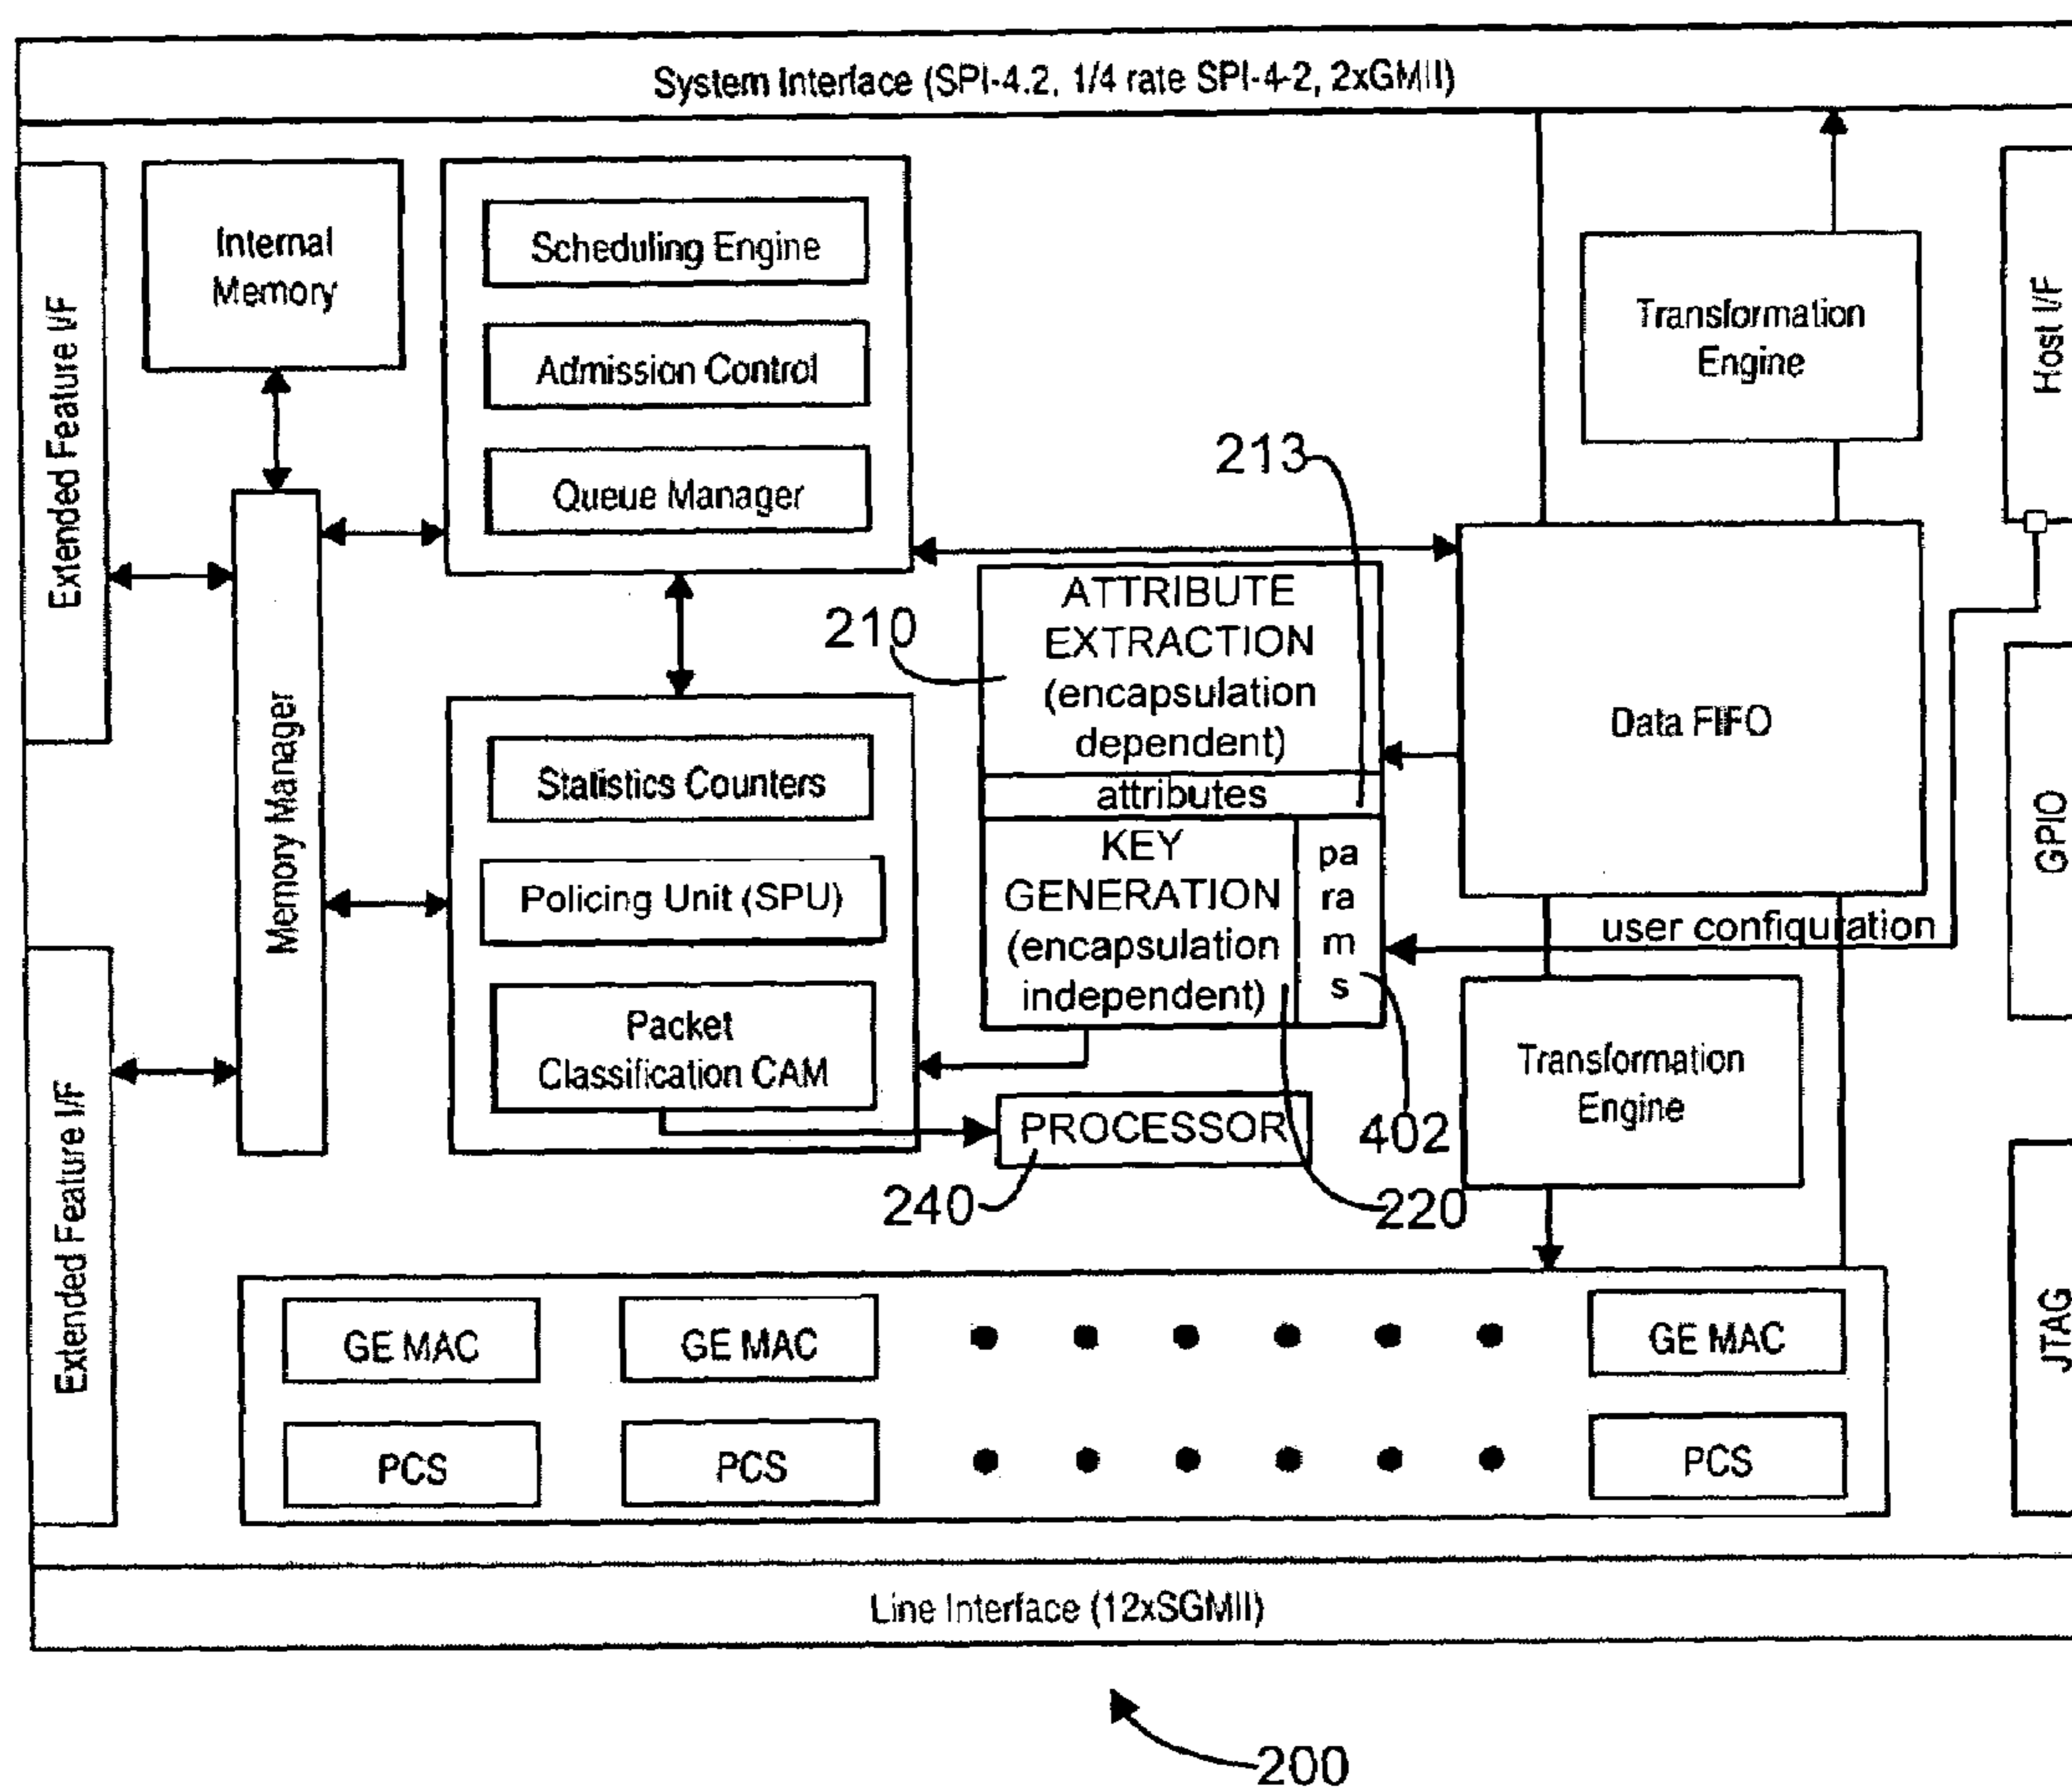 System Interface (SPI-4.2, 1/4 rate SPI-4-2, 2xGMII)
Extended Feature I/F
Internal
Memory
Scheduling Engine
Admission Control
Queue Manager
Transformation
Engine
Host I/F
213
210
ATTRIBUTE
EXTRACTION
(encapsulation
dependent)
attributes
Data FIFO
Memory Manager
Statistics Counters
Policing Unit (SPU)
Packet
Classification CAM
KEY
GENERATION
(encapsulation
independent)
pa
ra
m
s
user configuration
GPIO
Extended Feature I/F
Transformation
Engine
PROCESSOR
402
240
220
JTAG
GE MAC
GE MAC
GE MAC
PCS
PCS
PCS
Line Interface (12xSGMII)
200